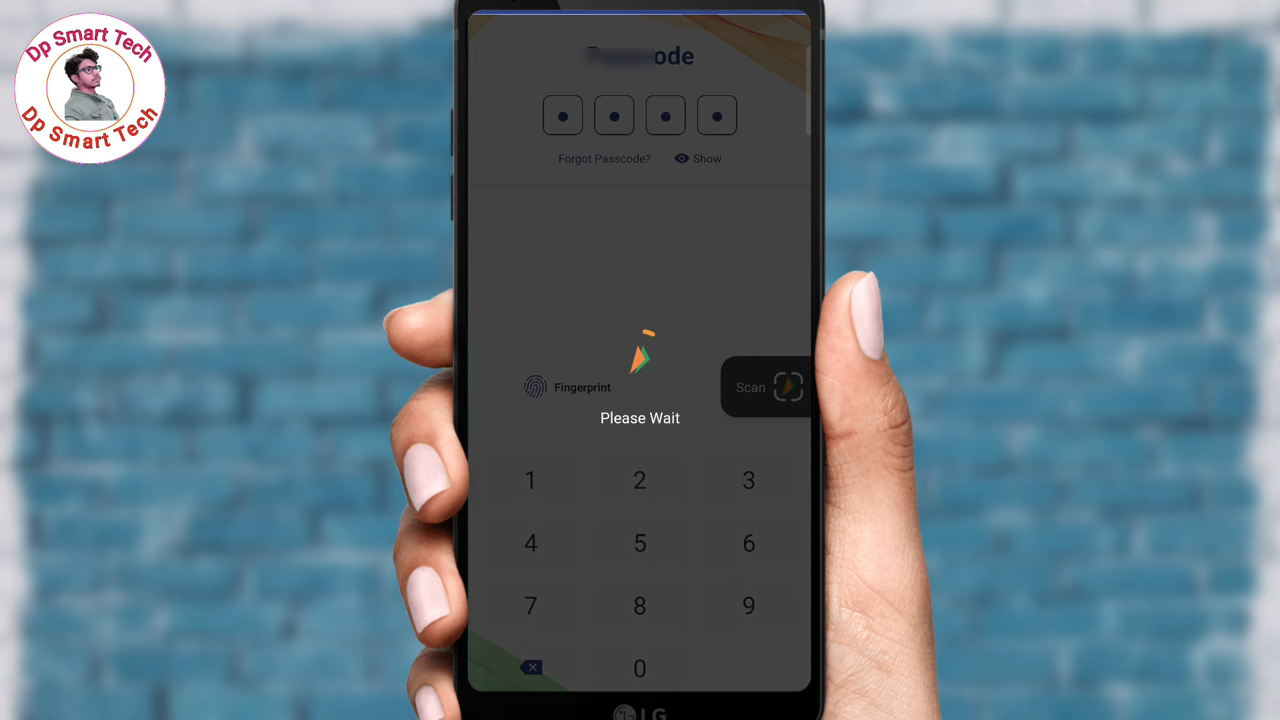 Dp Smart Tech
Dp Smart Tech
ode
Forgot Passcode?
Show
Fingerprint
Scan
Please Wait
1 2 3
4 5 6
7 8 9
0
LG